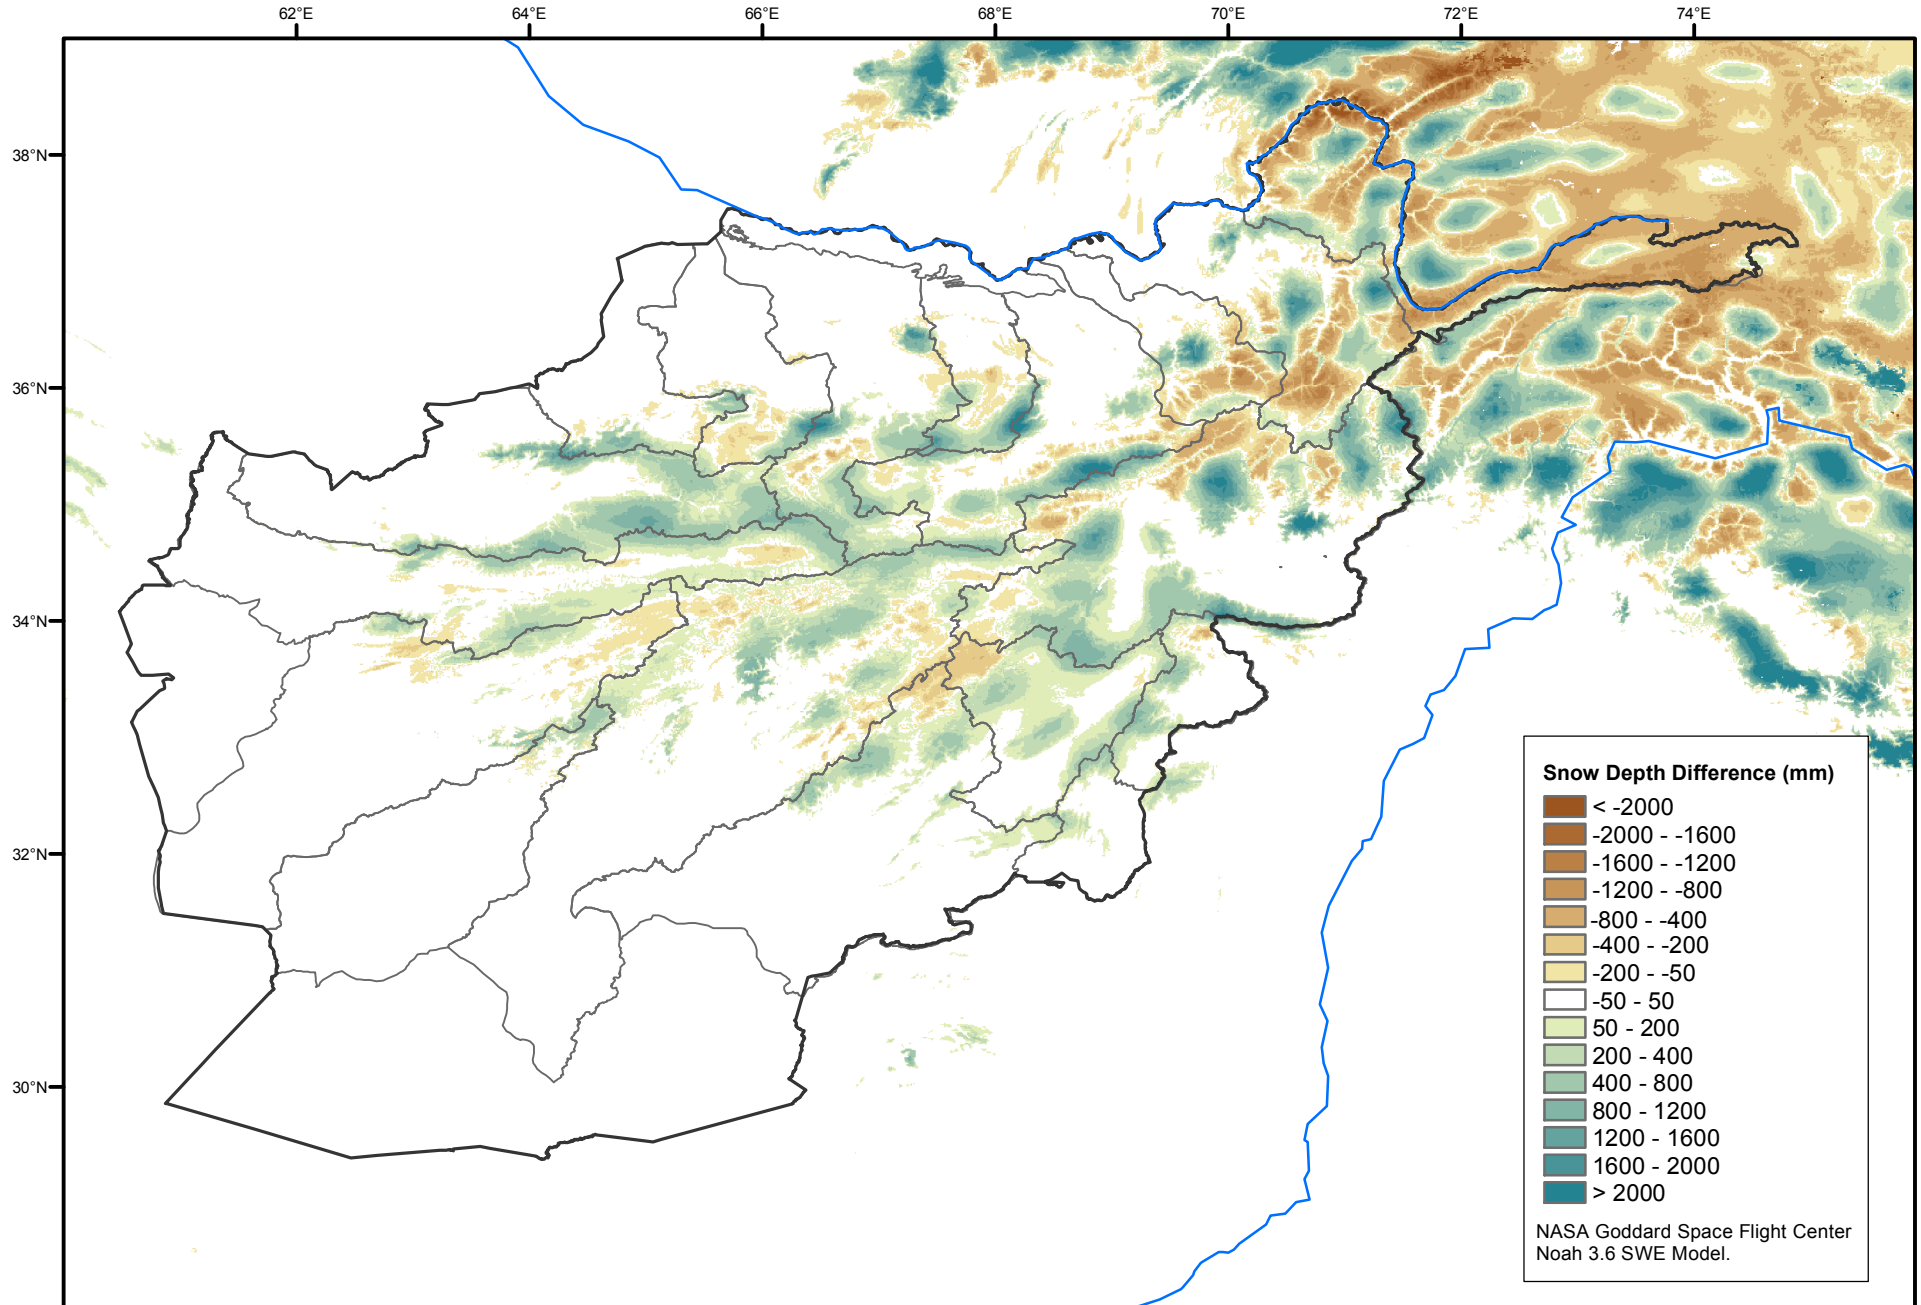 62°E 64°E 66°E 68°E 70°E 72°E 74°E
38°N
36°N
34°N
32°N
30°N
Snow Depth Difference (mm)
< -2000
-2000 - -1600
-1600 - -1200
-1200 - -800
-800 - -400
-400 - -200
-200 - -50
-50 - 50
50 - 200
200 - 400
400 - 800
800 - 1200
1200 - 1600
1600 - 2000
> 2000
NASA Goddard Space Flight Center
Noah 3.6 SWE Model.